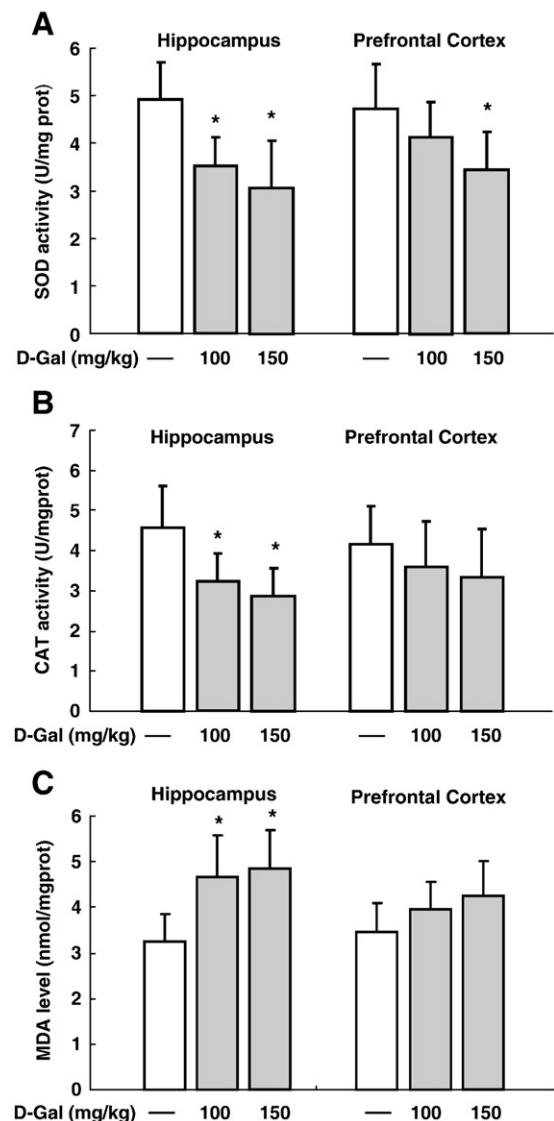 A
Hippocampus Prefrontal Cortex
SOD activity (U/mg prot)
6
5
4
3
2
1
0
* * *
D-Gal (mg/kg) — 100 150 — 100 150
B
Hippocampus Prefrontal Cortex
CAT activity (U/mgprot)
7
6
5
4
3
2
1
0
* *
D-Gal (mg/kg) — 100 150 — 100 150
C
Hippocampus Prefrontal Cortex
MDA level (nmol/mgprot)
7
6
5
4
3
2
1
0
* *
D-Gal (mg/kg) — 100 150 — 100 150